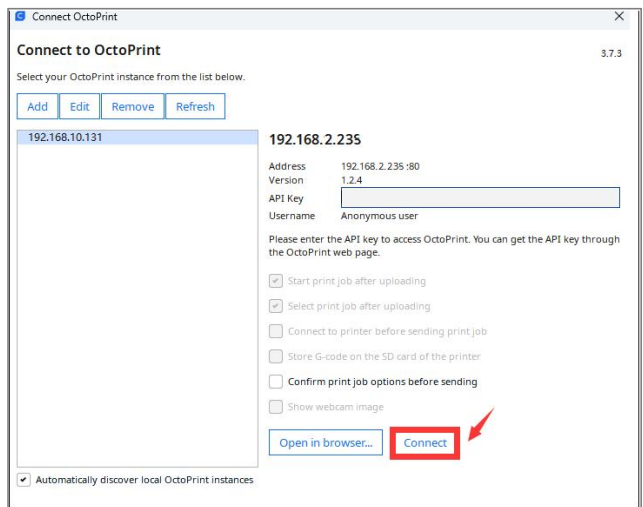 Connect OctoPrint
Connect to OctoPrint
3.7.3
Select your OctoPrint instance from the list below.
Add Edit Remove Refresh
192.168.10.131
192.168.2.235
Address 192.168.2.235 :80
Version 1.2.4
API Key
Username Anonymous user
Please enter the API key to access OctoPrint. You can get the API key through
the OctoPrint web page.
Start print job after uploading
Select print job after uploading
Connect to printer before sending print job
Store G-code on the SD card of the printer
Confirm print job options before sending
Show webcam image
Open in browser... Connect
Automatically discover local OctoPrint instances